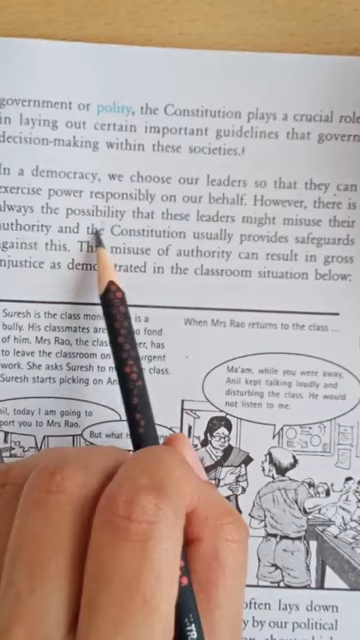 government or polity, the Constitution plays a crucial role
in laying out certain important guidelines that govern
decision-making within these societies.
In a democracy, we choose our leaders so that they can
exercise power responsibly on our behalf. However, there is
always the possibility that these leaders might misuse their
authority and the Constitution usually provides safeguards
against this. This misuse of authority can result in gross
injustice as demonstrated in the classroom situation below:
Suresh is the class mon is a
bully. His classmates are o fond
of him. Mrs Rao, the class er, has
to leave the classroom on urgent
work. She asks Suresh to m class.
Suresh starts picking on An
nil, today I am going to
port you to Mrs Rao.
But what
When Mrs Rao returns to the class ...
Ma'am, while you were away,
Anil kept talking loudly and
disturbing the class. He would
not listen to me.
often lays down
y by our political